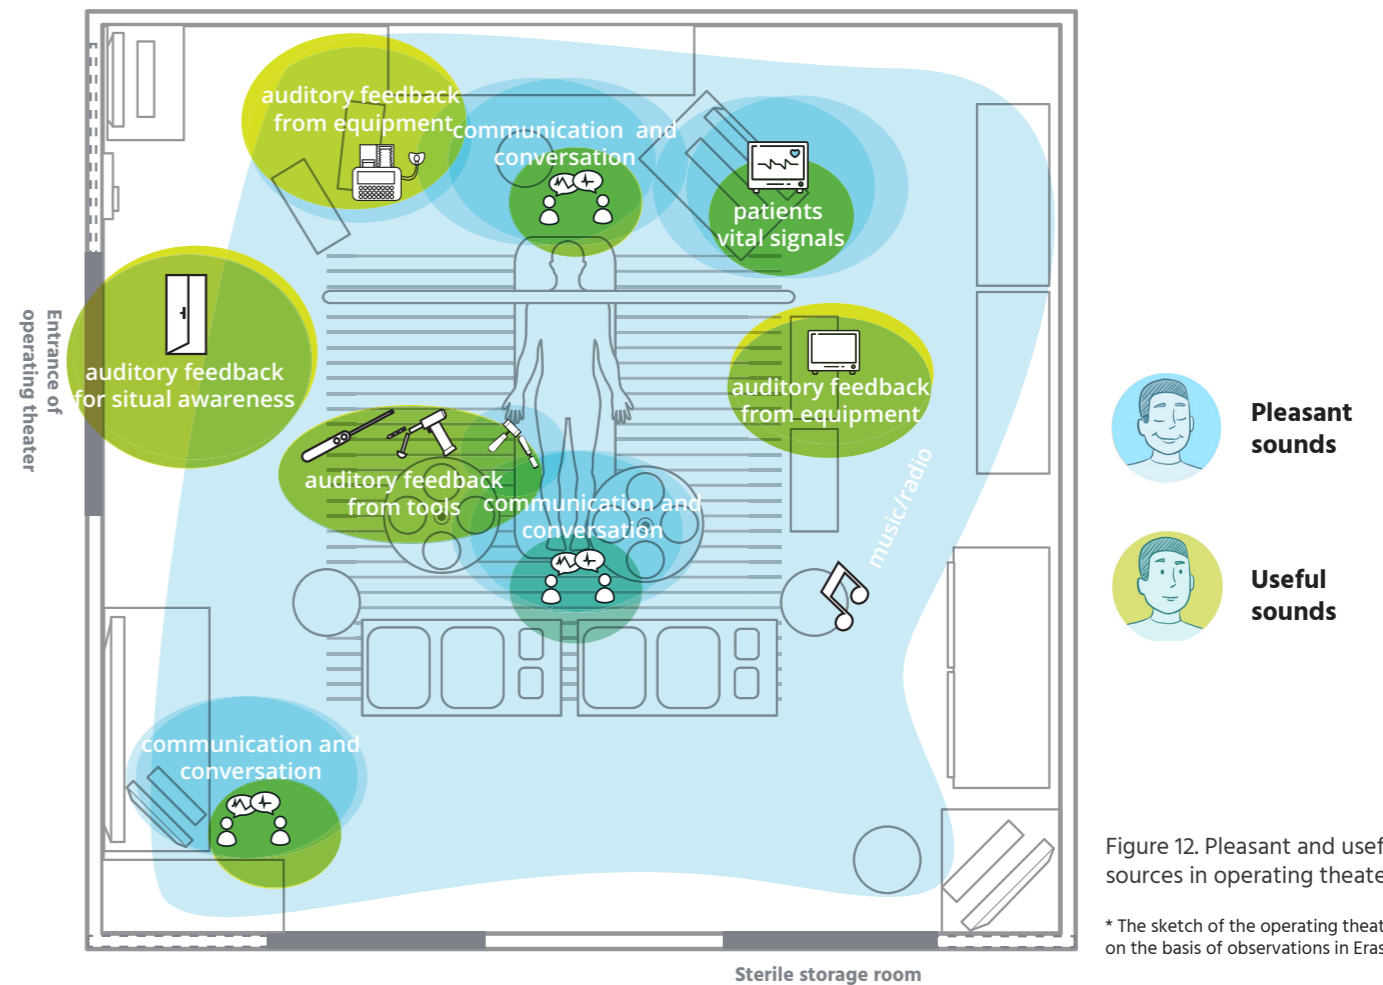 auditory feedback
from equipment
communication and
conversation
patients
vital signals
Entrance of
operating theater
auditory feedback
for situal awareness
auditory feedback
from equipment
auditory feedback
from tools
communication and
conversation
music/radio
communication and
conversation
Pleasant
sounds
Useful
sounds
Figure 12. Pleasant and usef
sources in operating theate
* The sketch of the operating theat
on the basis of observations in Eras
Sterile storage room